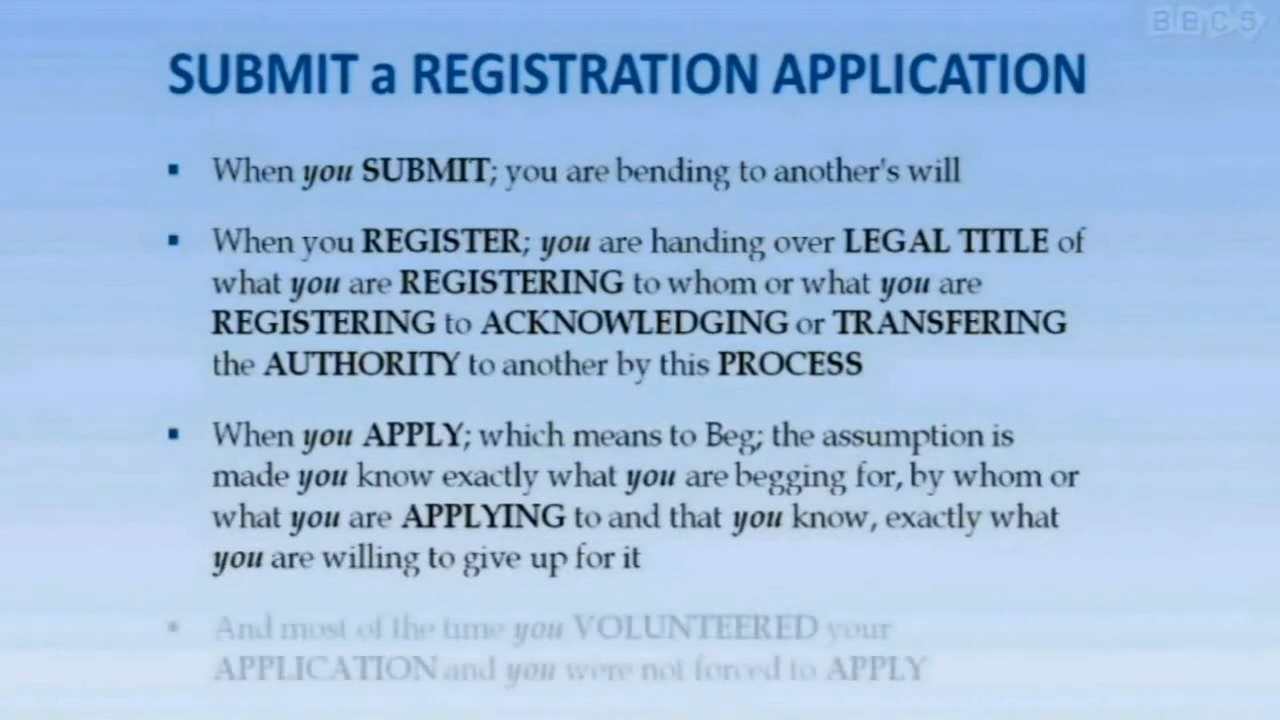 BBC5
SUBMIT a REGISTRATION APPLICATION
▪ When you SUBMIT; you are bending to another's will
▪ When you REGISTER; you are handing over LEGAL TITLE of
what you are REGISTERING to whom or what you are
REGISTERING to ACKNOWLEDGING or TRANSFERING
the AUTHORITY to another by this PROCESS
▪ When you APPLY; which means to Beg; the assumption is
made you know exactly what you are begging for, by whom or
what you are APPLYING to and that you know, exactly what
you are willing to give up for it
▪ And most of the time you VOLUNTEERED your
APPLICATION and you were not forced to APPLY